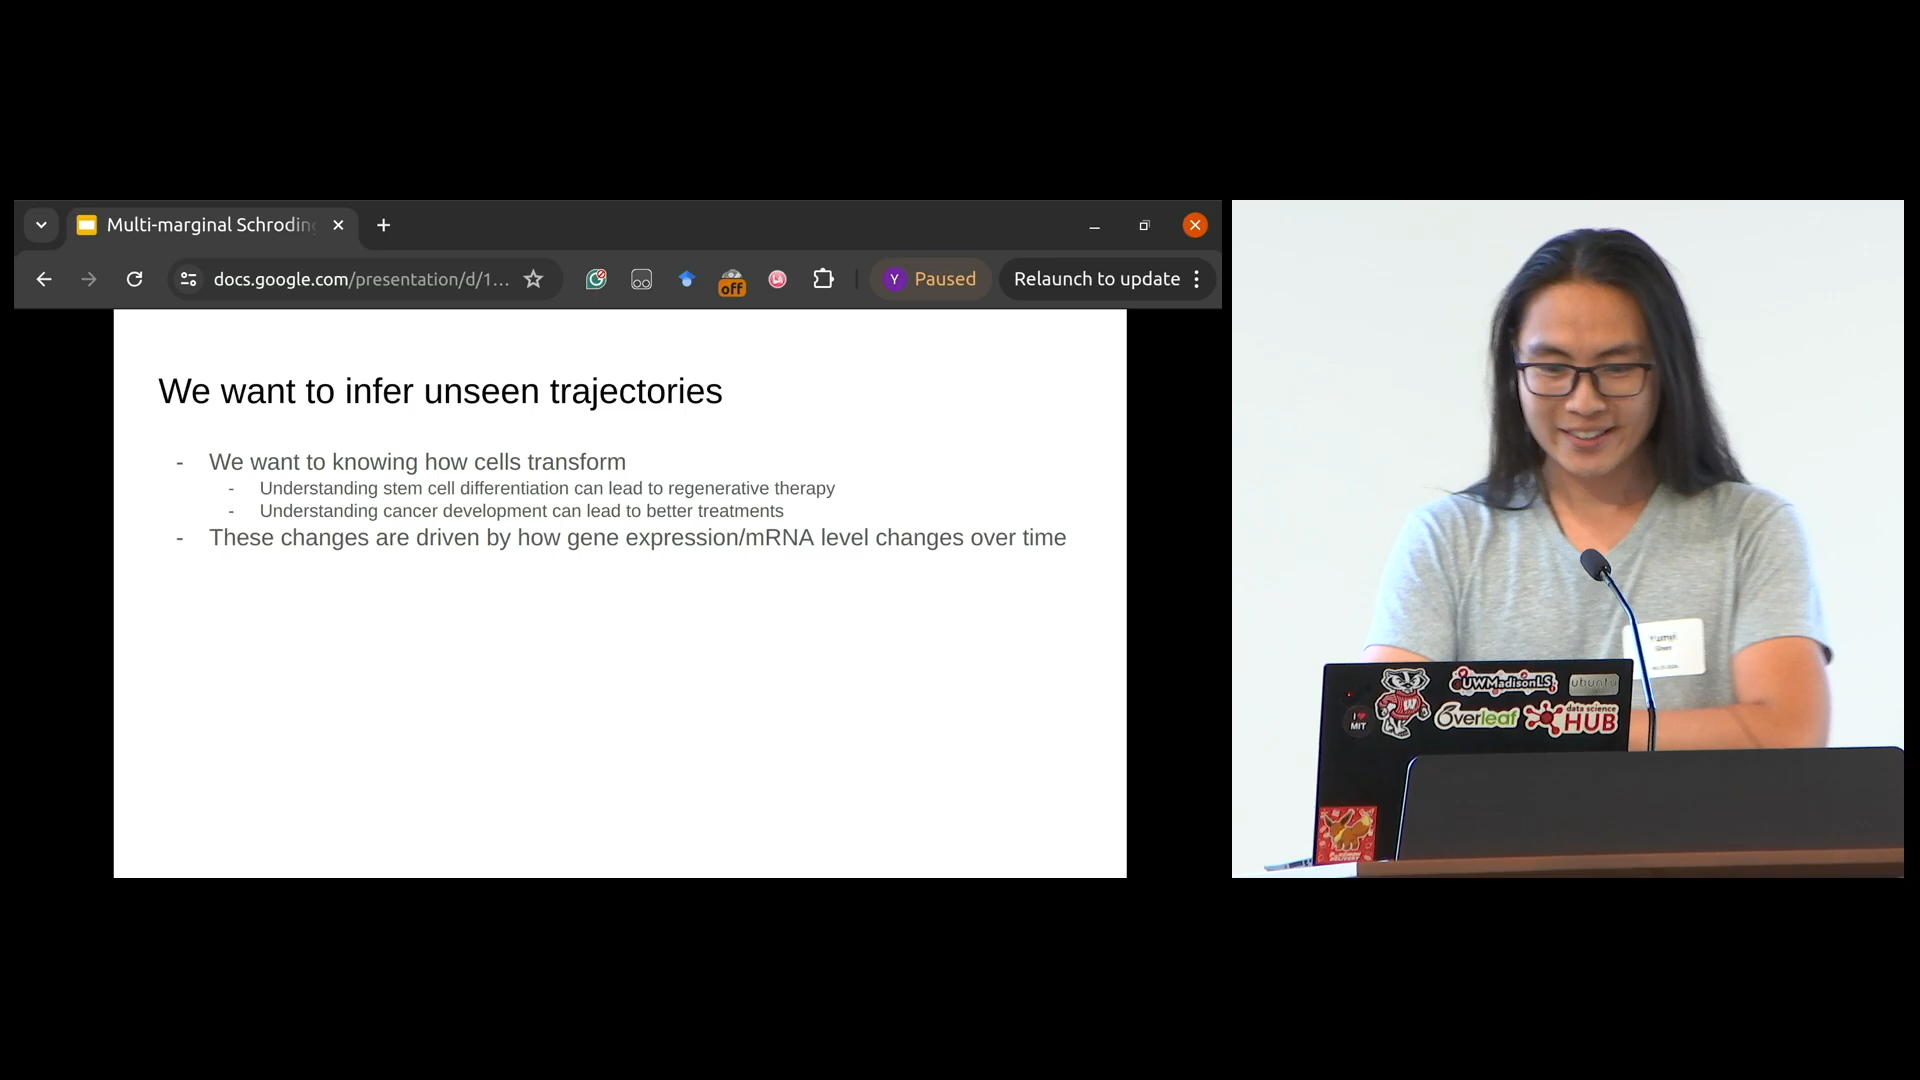 Multi-marginal Schroding
docs.google.com/presentation/d/1...
off
Y Paused
Relaunch to update
We want to infer unseen trajectories
- We want to knowing how cells transform
- Understanding stem cell differentiation can lead to regenerative therapy
- Understanding cancer development can lead to better treatments
- These changes are driven by how gene expression/mRNA level changes over time
UWMadisonLS
ubuntu
W
I ♥ MIT
Overleaf
data science
HUB